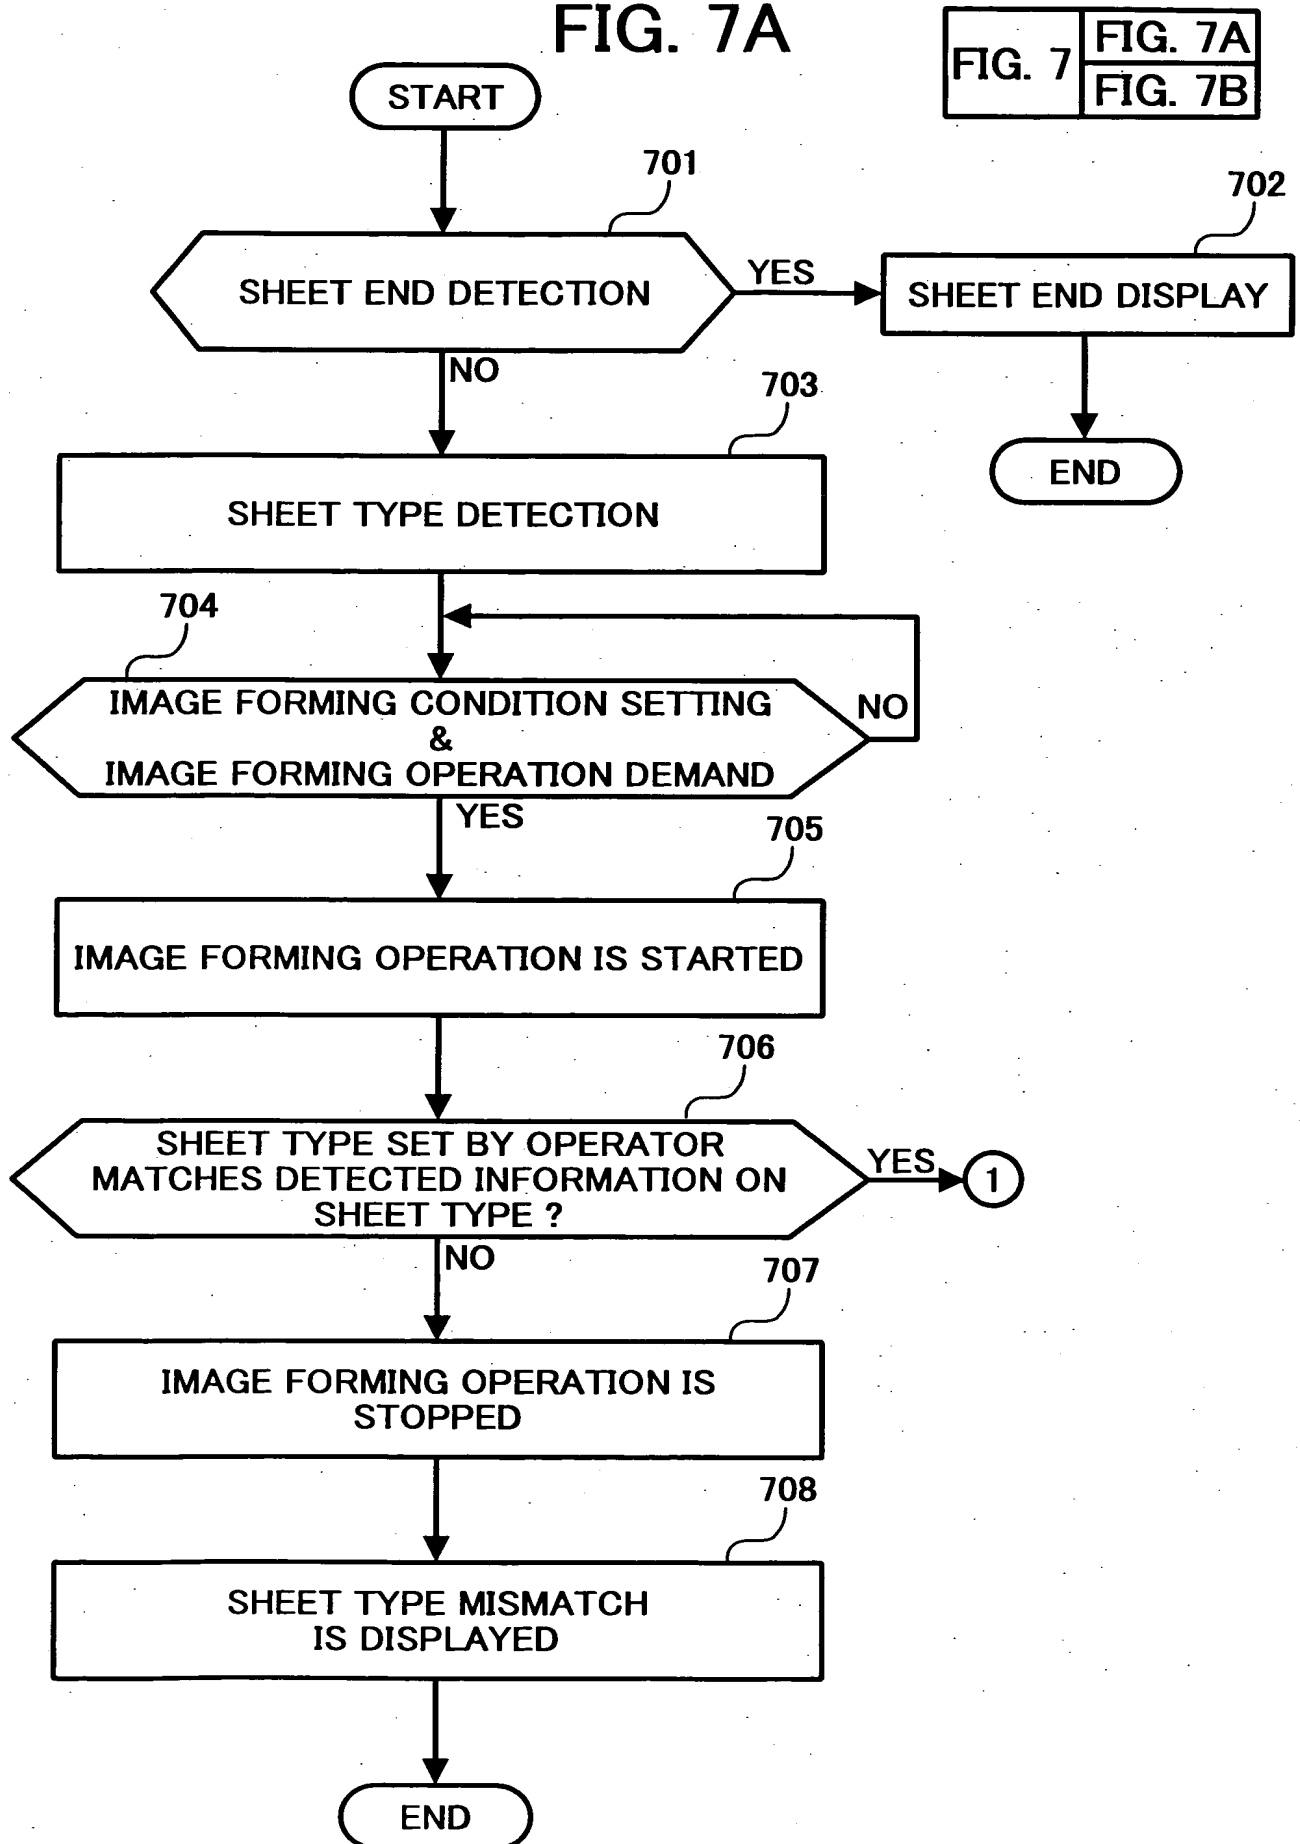 FIG. 7A
FIG. 7
FIG. 7A
FIG. 7B
START
701
702
SHEET END DETECTION
YES
SHEET END DISPLAY
NO
703
END
SHEET TYPE DETECTION
704
IMAGE FORMING CONDITION SETTING
&
IMAGE FORMING OPERATION DEMAND
NO
YES
705
IMAGE FORMING OPERATION IS STARTED
706
SHEET TYPE SET BY OPERATOR
MATCHES DETECTED INFORMATION ON
SHEET TYPE ?
YES
1
NO
707
IMAGE FORMING OPERATION IS
STOPPED
708
SHEET TYPE MISMATCH
IS DISPLAYED
END